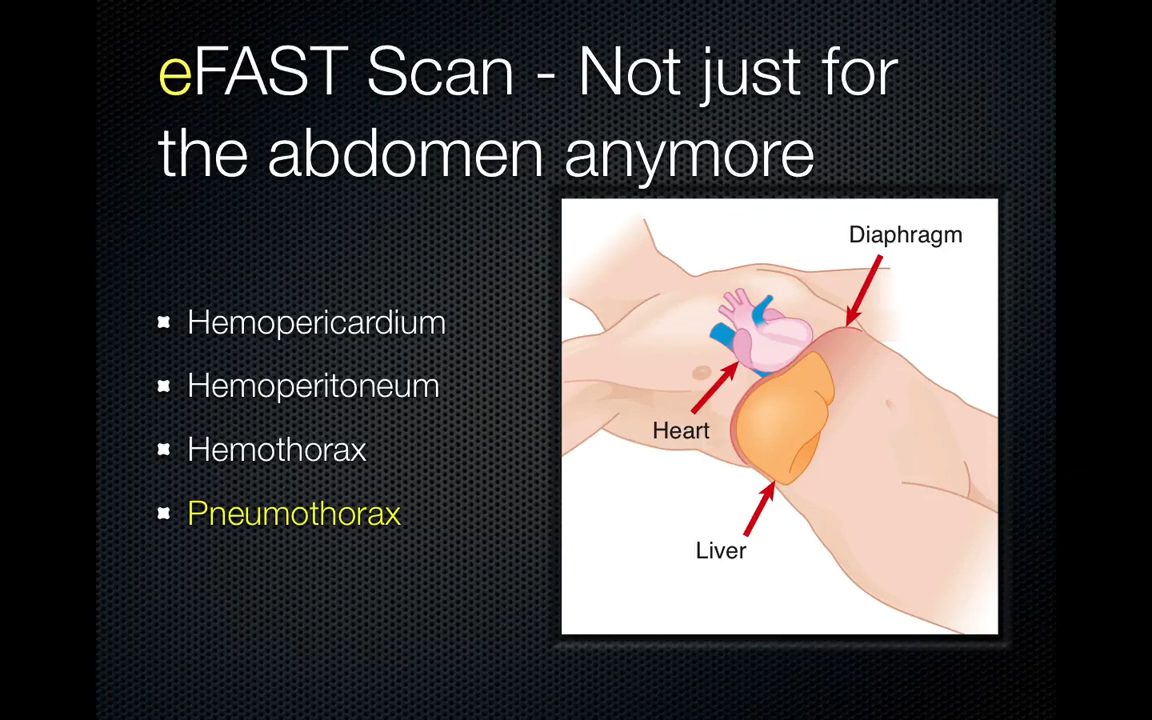 eFAST Scan - Not just for
the abdomen anymore
Hemopericardium
Hemoperitoneum
Hemothorax
Pneumothorax
Diaphragm
Heart
Liver